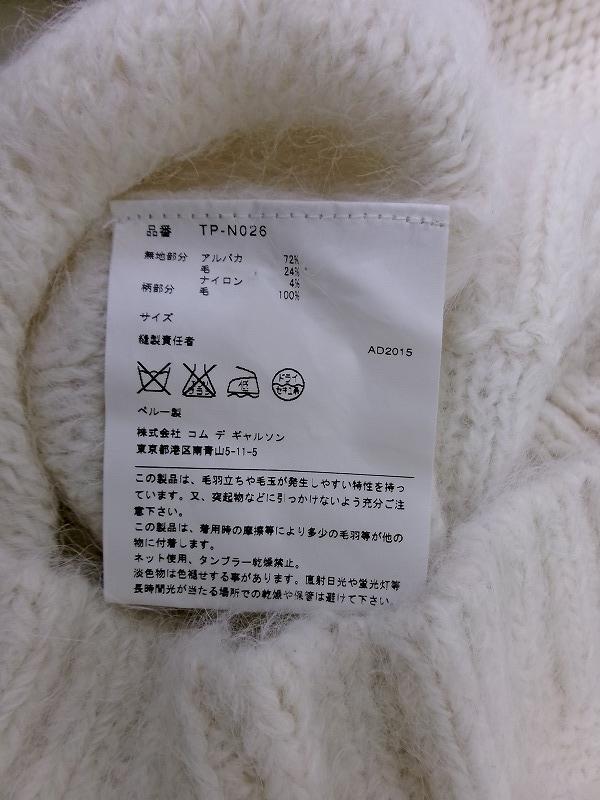 品番 TP-N026
無地部分 アルパカ 72%
毛 24%
ナイロン 4%
柄部分 毛 100%
サイズ
縫製責任者
AD2015
低 ドライ セキユ系
ペルー製
株式会社 コム デ ギャルソン
東京都港区南青山5-11-5
この製品は、毛羽立ちや毛玉が発生しやすい特性を持っ
ています。又、突起物などに引っかけないよう充分ご注
意下さい。
この製品は、着用時の摩擦等により多少の毛羽等が他の
物に付着します。
ネット使用、タンブラー乾燥禁止。
淡色物は色褪せする事があります。直射日光や蛍光灯等
長時間光が当たる場所での乾燥や保管は避けて下さい。